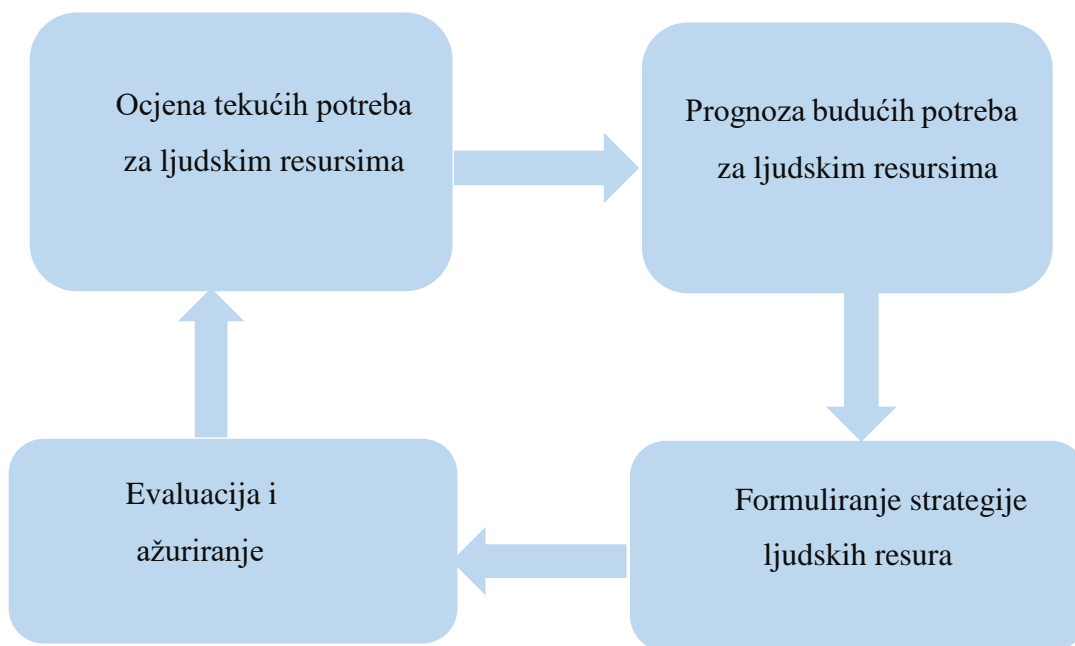 Ocjena tekućih potreba
za ljudskim resursima
Prognoza budućih potreba
za ljudskim resursima
Evaluacija i
ažuriranje
Formuliranje strategije
ljudskih resura